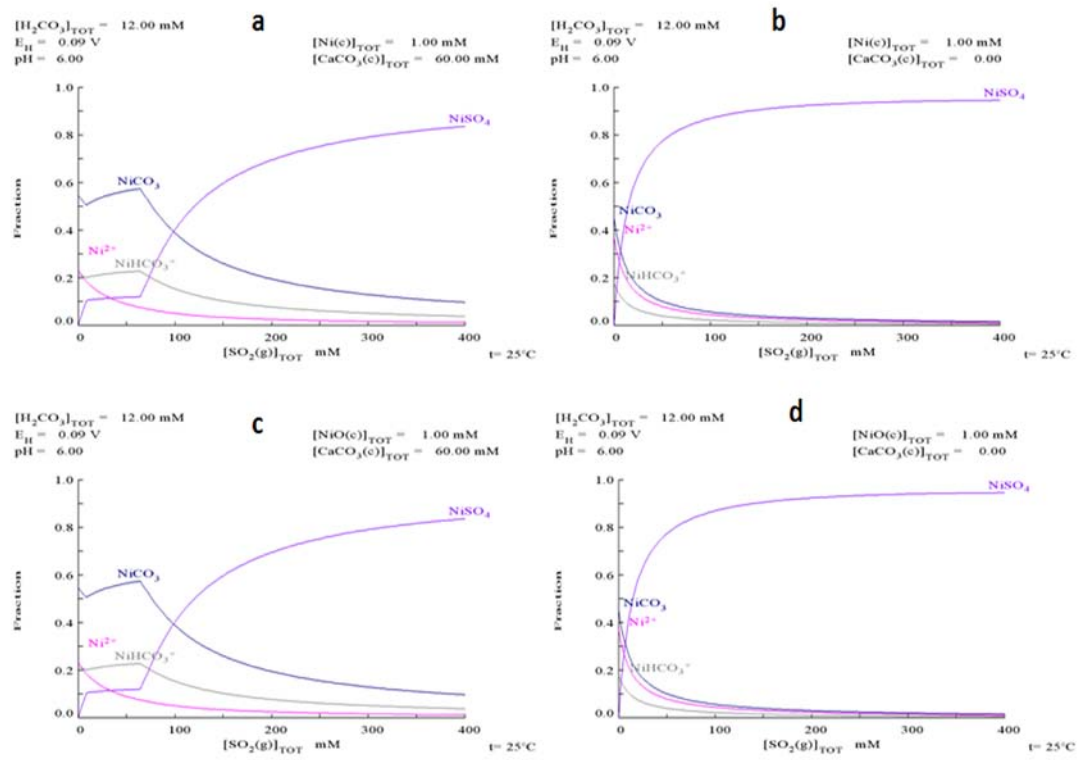 a
[H₂CO₃]TOT = 12.00 mM
E_H = 0.09 V
pH = 6.00
[Ni(c)]TOT = 1.00 mM
[CaCO₃(c)]TOT = 60.00 mM
1.0
0.8
0.6
0.4
0.2
0.0
Fraction
NiSO₄
NiCO₃
Ni²⁺
NiHCO₃⁺
0 100 200 300 400
[SO₂(g)]TOT mM
t= 25°C
b
[H₂CO₃]TOT = 12.00 mM
E_H = 0.09 V
pH = 6.00
[Ni(c)]TOT = 1.00 mM
[CaCO₃(c)]TOT = 0.00
1.0
0.8
0.6
0.4
0.2
0.0
Fraction
NiSO₄
NiCO₃
Ni²⁺
NiHCO₃⁺
0 100 200 300 400
[SO₂(g)]TOT mM
t= 25°C
c
[H₂CO₃]TOT = 12.00 mM
E_H = 0.09 V
pH = 6.00
[NiO(c)]TOT = 1.00 mM
[CaCO₃(c)]TOT = 60.00 mM
1.0
0.8
0.6
0.4
0.2
0.0
Fraction
NiSO₄
NiCO₃
Ni²⁺
NiHCO₃⁺
0 100 200 300 400
[SO₂(g)]TOT mM
t= 25°C
d
[H₂CO₃]TOT = 12.00 mM
E_H = 0.09 V
pH = 6.00
[NiO(c)]TOT = 1.00 mM
[CaCO₃(c)]TOT = 0.00
1.0
0.8
0.6
0.4
0.2
0.0
Fraction
NiSO₄
NiCO₃
Ni²⁺
NiHCO₃⁺
0 100 200 300 400
[SO₂(g)]TOT mM
t= 25°C